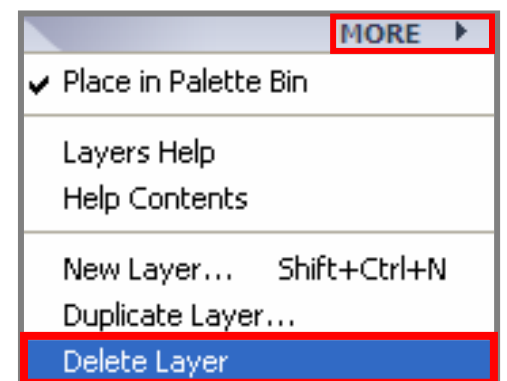 MORE
Place in Palette Bin
Layers Help
Help Contents
New Layer... Shift+Ctrl+N
Duplicate Layer...
Delete Layer